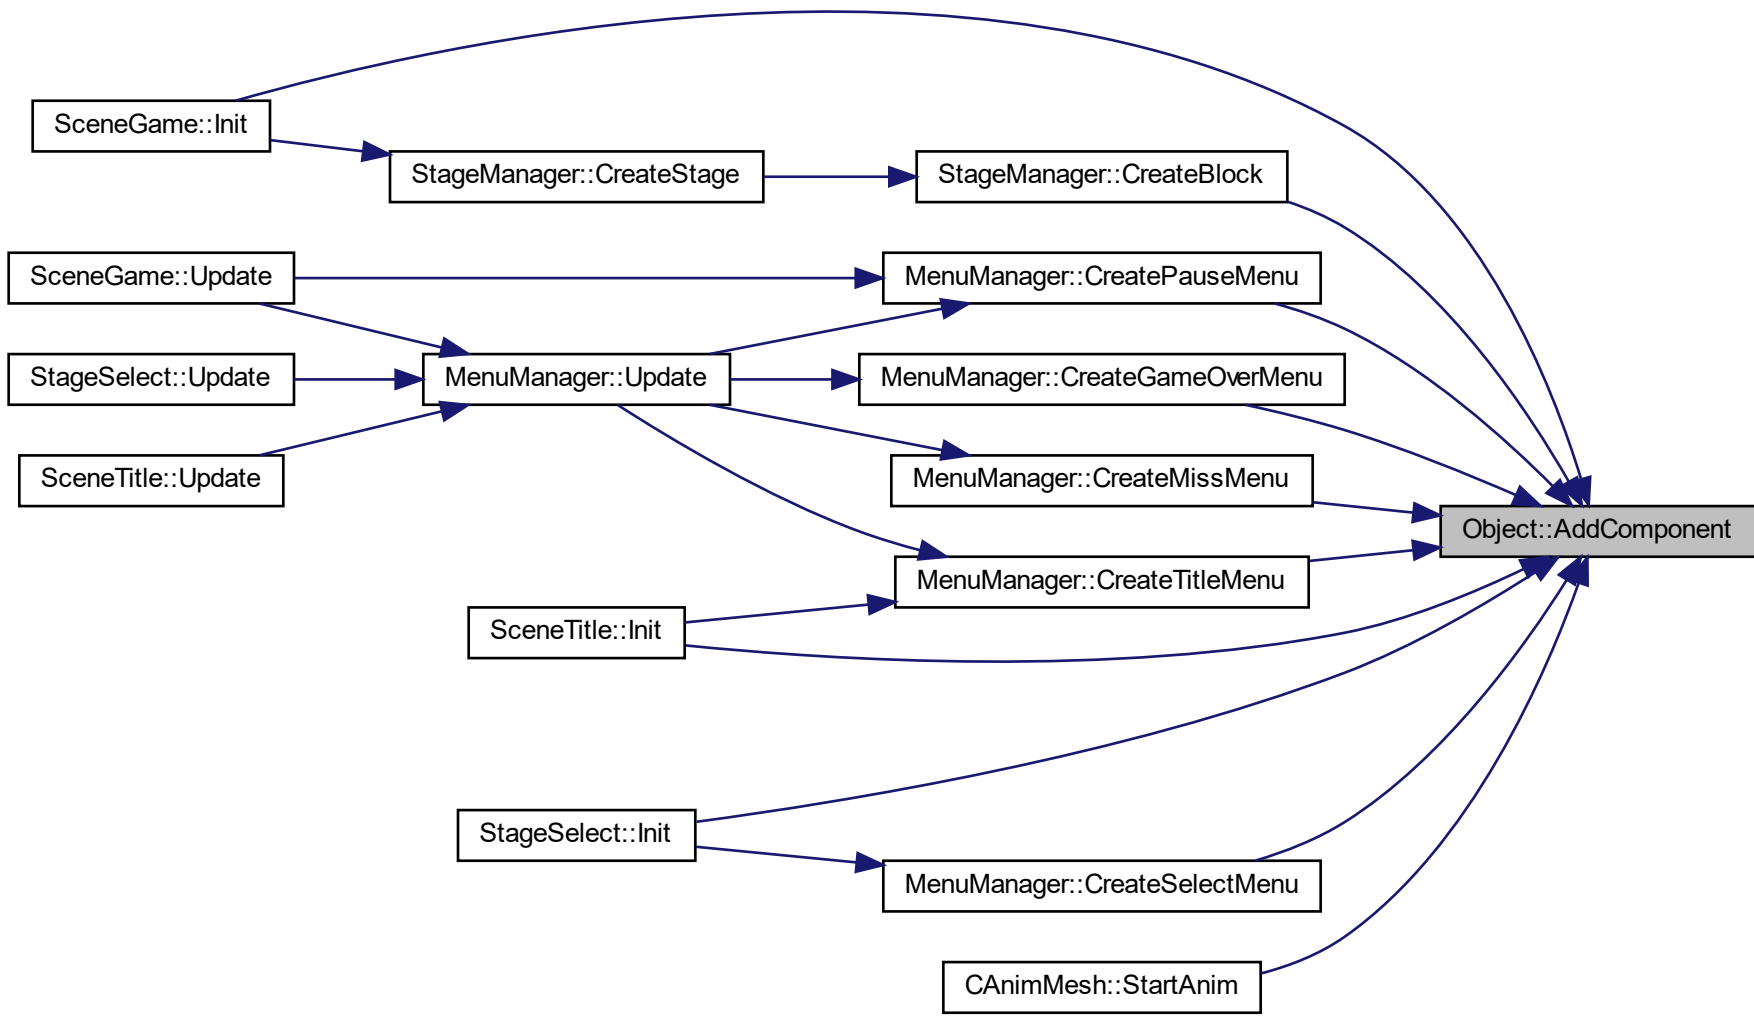 SceneGame::Init
StageManager::CreateStage
StageManager::CreateBlock
SceneGame::Update
MenuManager::CreatePauseMenu
StageSelect::Update
MenuManager::Update
MenuManager::CreateGameOverMenu
SceneTitle::Update
MenuManager::CreateMissMenu
Object::AddComponent
MenuManager::CreateTitleMenu
SceneTitle::Init
StageSelect::Init
MenuManager::CreateSelectMenu
CAnimMesh::StartAnim